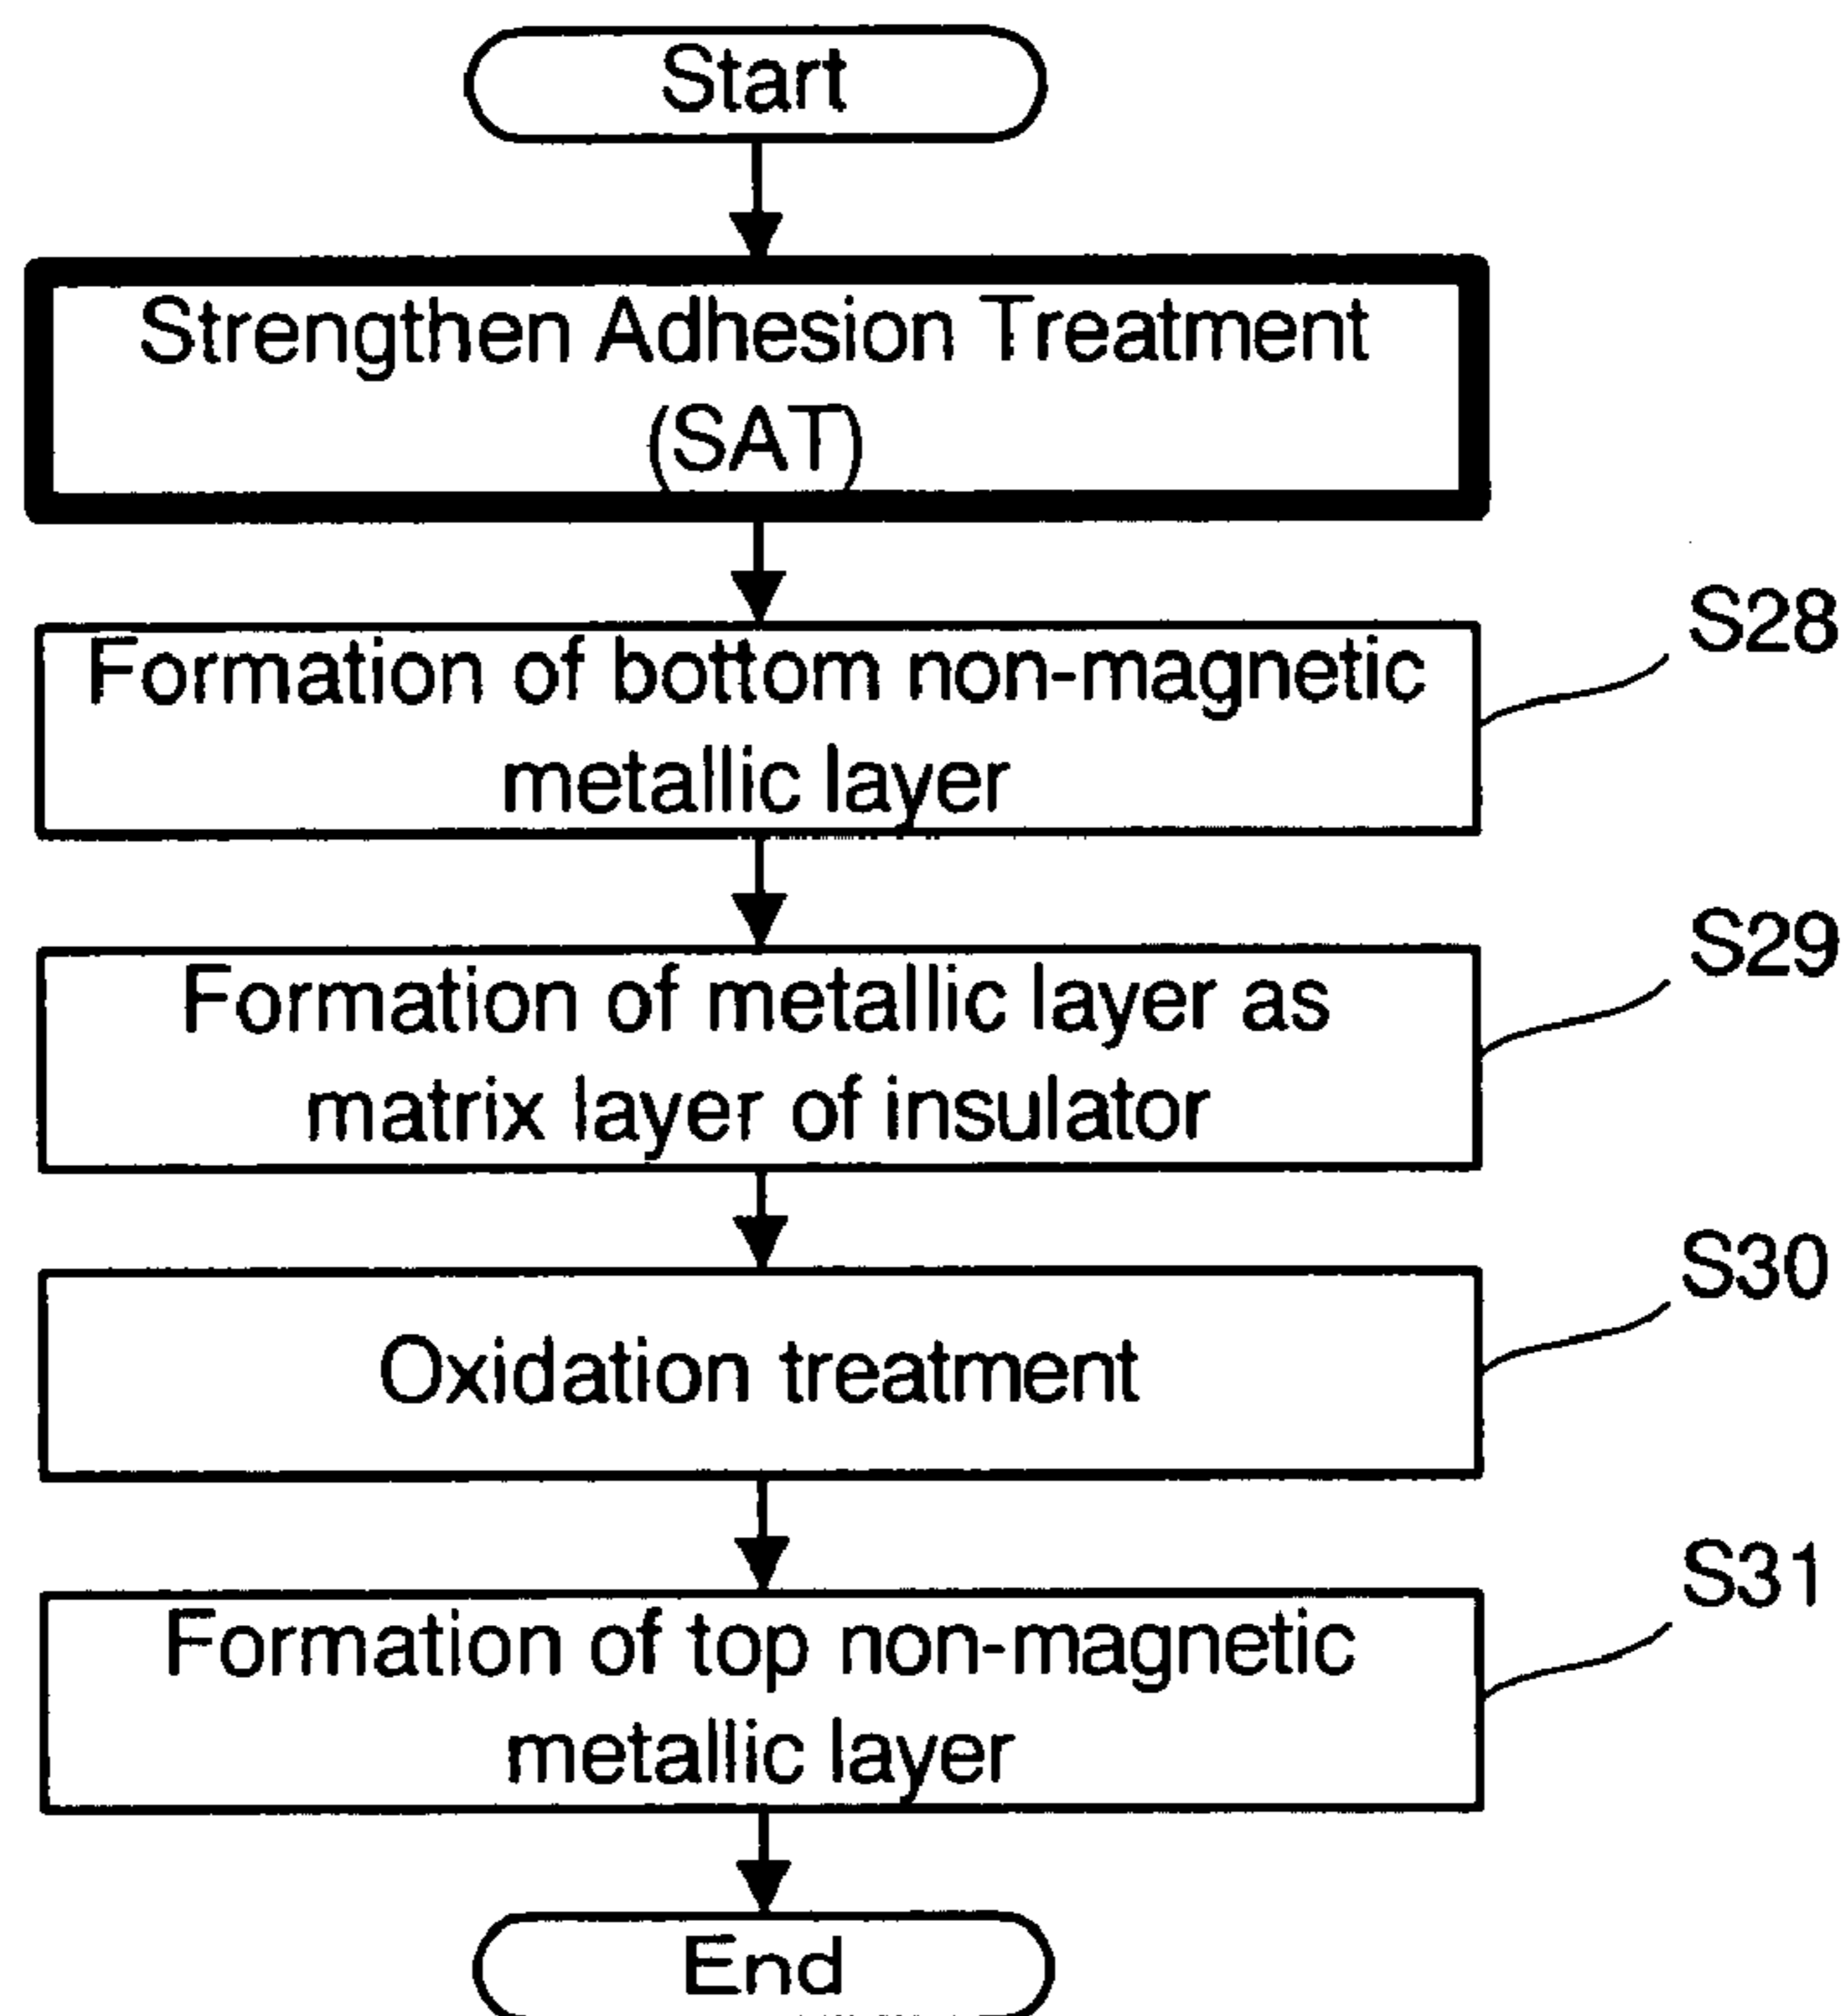 Start
Strengthen Adhesion Treatment
(SAT)
S28
Formation of bottom non-magnetic
metallic layer
S29
Formation of metallic layer as
matrix layer of insulator
S30
Oxidation treatment
S31
Formation of top non-magnetic
metallic layer
End